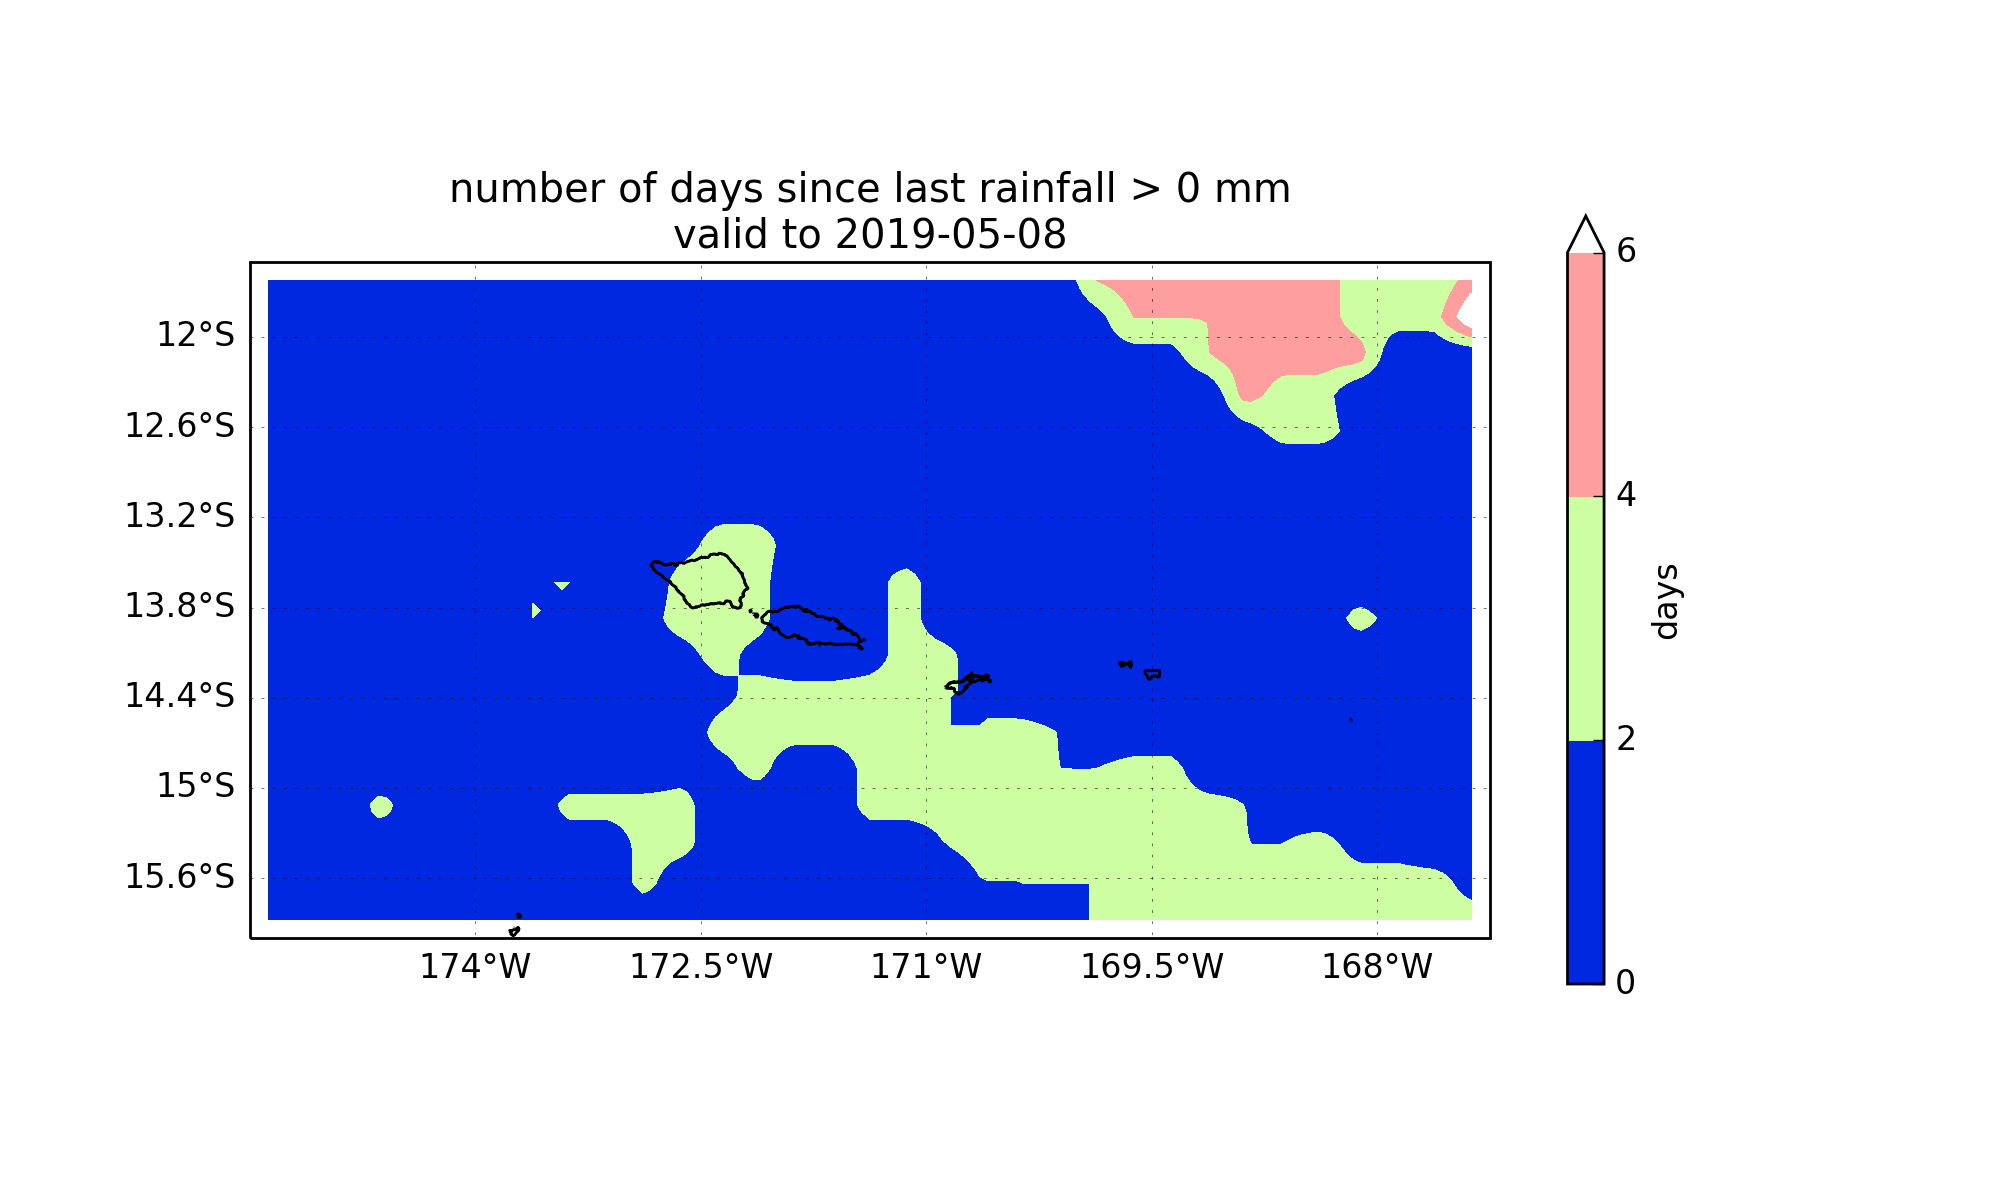 number of days since last rainfall > 0 mm
valid to 2019-05-08
12°S
12.6°S
13.2°S
13.8°S
14.4°S
15°S
15.6°S
174°W
172.5°W
171°W
169.5°W
168°W
6
4
2
0
days